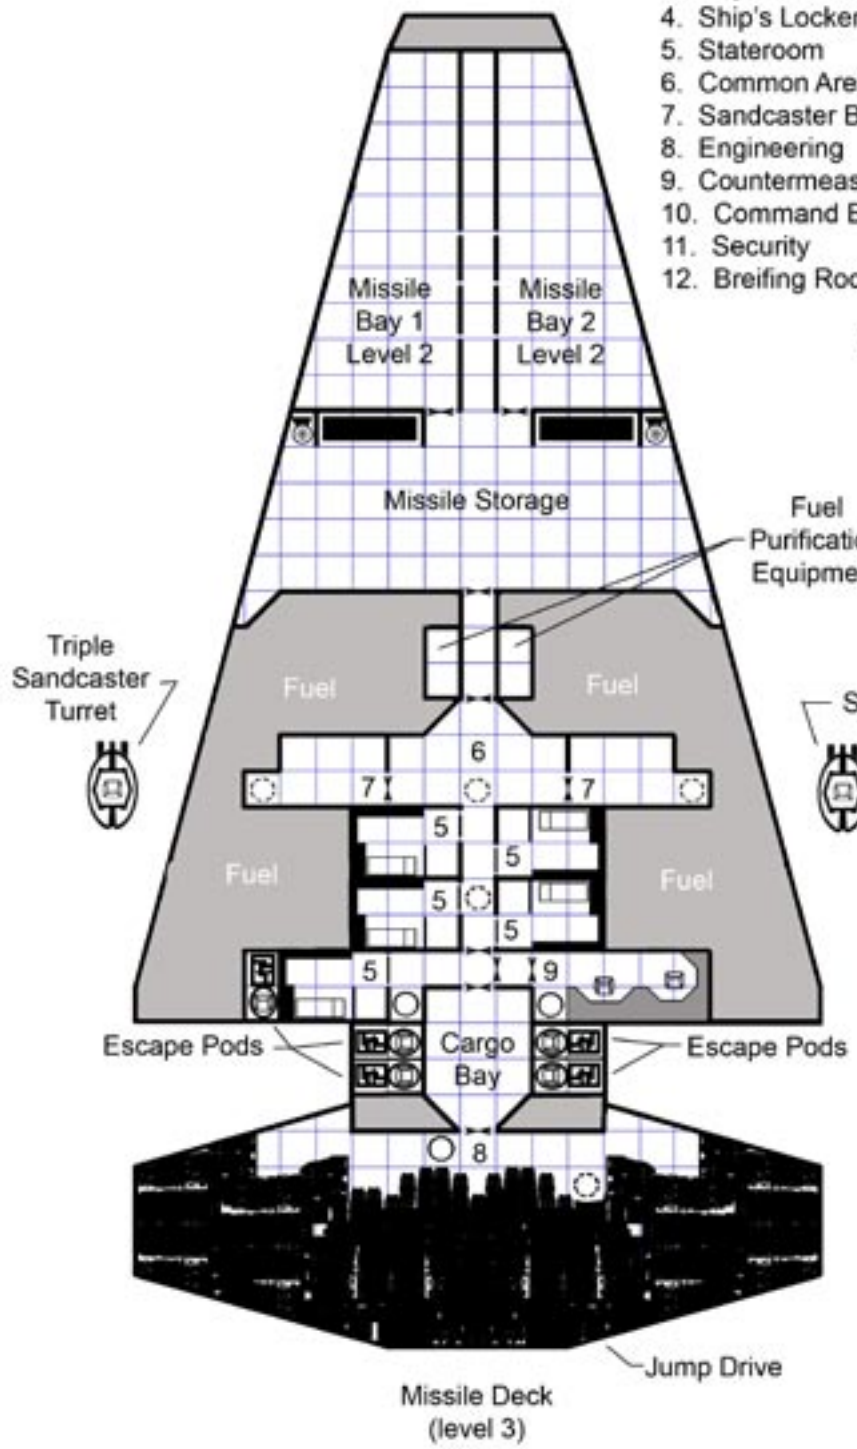 4. Ship's Locker
5. Stateroom
6. Common Are
7. Sandcaster B
8. Engineering
9. Countermeas
10. Command E
11. Security
12. Breifing Roo
Missile
Bay 1
Level 2
Missile
Bay 2
Level 2
Missile Storage
Fuel
Purificatio
Equipme
Triple
Sandcaster
Turret
Fuel
Fuel
S
6
7
7
5
5
Fuel
Fuel
5
5
5
9
Escape Pods
Cargo
Bay
Escape Pods
8
Jump Drive
Missile Deck
(level 3)